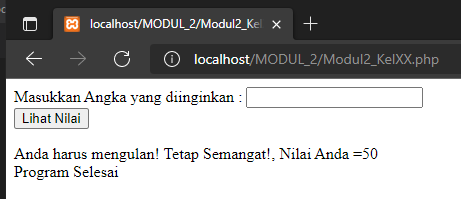 localhost/MODUL_2/Modul2_Kel
localhost/MODUL_2/Modul2_KelXX.php
Masukkan Angka yang diinginkan :
Lihat Nilai
Anda harus mengulan! Tetap Semangat!, Nilai Anda =50
Program Selesai